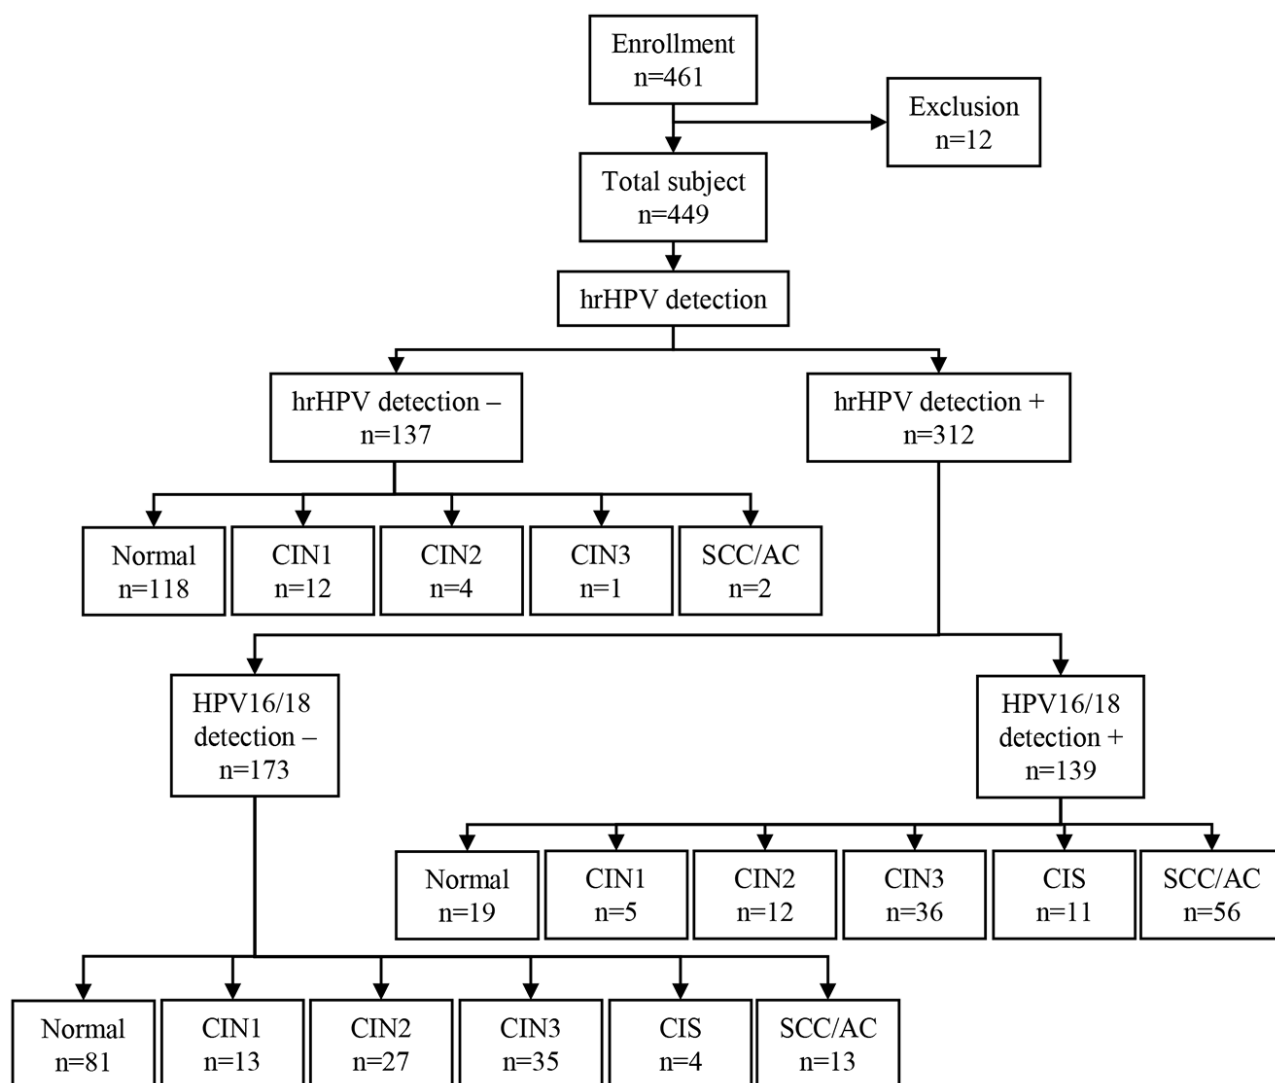 Enrollment
n=461
Exclusion
n=12
Total subject
n=449
hrHPV detection
hrHPV detection –
n=137
hrHPV detection +
n=312
Normal
n=118
CIN1
n=12
CIN2
n=4
CIN3
n=1
SCC/AC
n=2
HPV16/18
detection –
n=173
HPV16/18
detection +
n=139
Normal
n=19
CIN1
n=5
CIN2
n=12
CIN3
n=36
CIS
n=11
SCC/AC
n=56
Normal
n=81
CIN1
n=13
CIN2
n=27
CIN3
n=35
CIS
n=4
SCC/AC
n=13